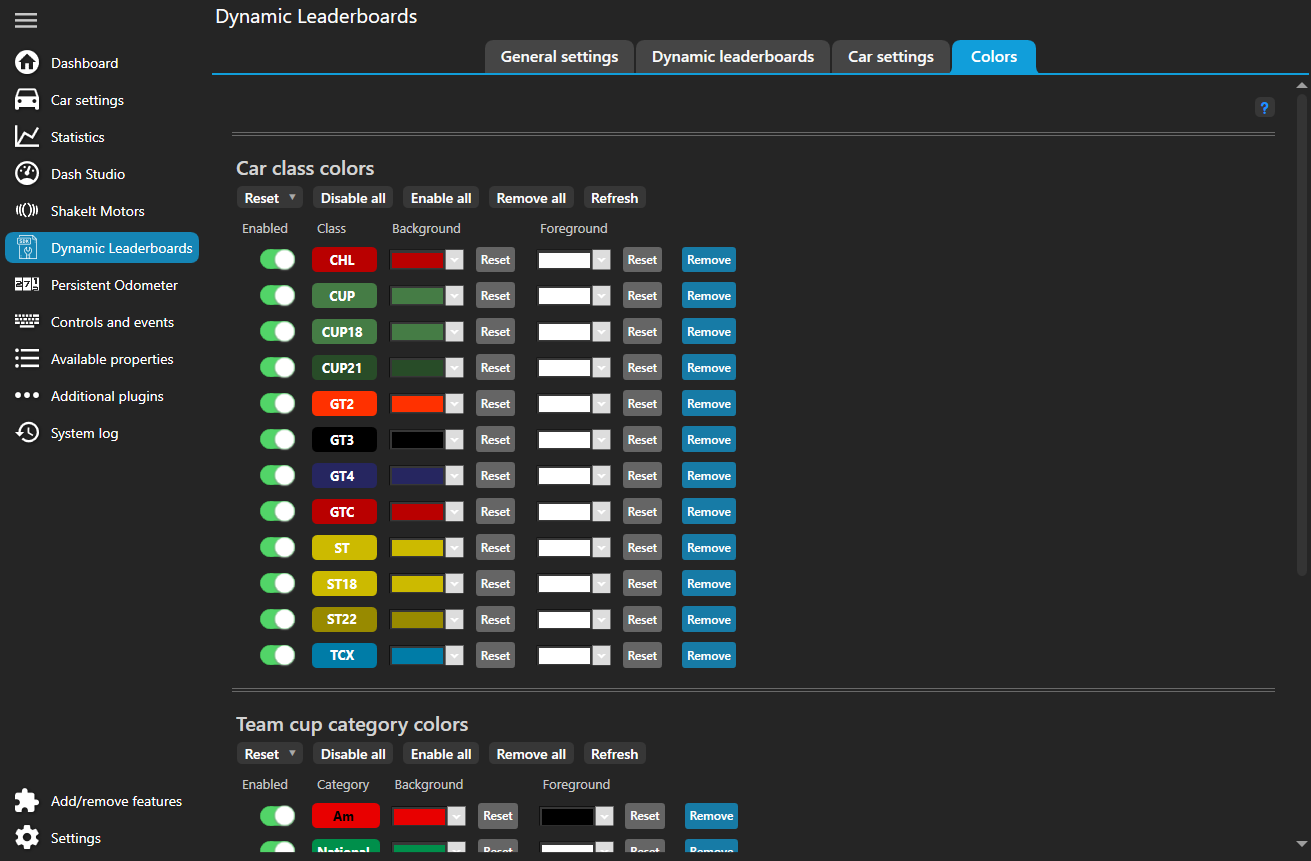 Dynamic Leaderboards
General settings Dynamic leaderboards Car settings Colors
?
Dashboard
Car settings
Statistics
Dash Studio
ShakeIt Motors
Dynamic Leaderboards
Persistent Odometer
Controls and events
Available properties
Additional plugins
System log
Add/remove features
Settings
Car class colors
Reset Disable all Enable all Remove all Refresh
Enabled Class Background Foreground
CHL Reset Reset Remove
CUP Reset Reset Remove
CUP18 Reset Reset Remove
CUP21 Reset Reset Remove
GT2 Reset Reset Remove
GT3 Reset Reset Remove
GT4 Reset Reset Remove
GTC Reset Reset Remove
ST Reset Reset Remove
ST18 Reset Reset Remove
ST22 Reset Reset Remove
TCX Reset Reset Remove
Team cup category colors
Reset Disable all Enable all Remove all Refresh
Enabled Category Background Foreground
Am Reset Reset Remove
National Reset Reset Remove